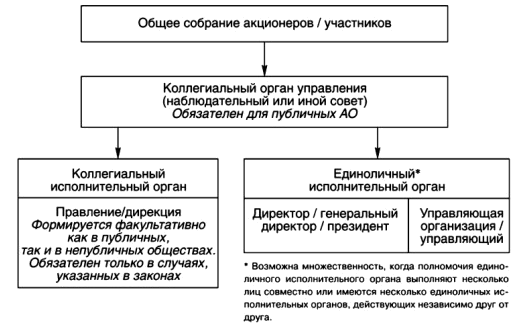 Общее собрание акционеров / участников
Коллегиальный орган управления
(наблюдательный или иной совет)
Обязателен для публичных АО
Коллегиальный
исполнительный орган
Правление/дирекция
Формируется факультативно
как в публичных,
так и в непубличных обществах.
Обязателен только в случаях,
указанных в законах
Единоличный*
исполнительный орган
Директор / генеральный
директор / президент
Управляющая
организация /
управляющий
* Возможна множественность, когда полномочия едино-
личного исполнительного органа выполняют несколько
лиц совместно или имеются несколько единоличных ис-
полнительных органов, действующих независимо друг от
друга.